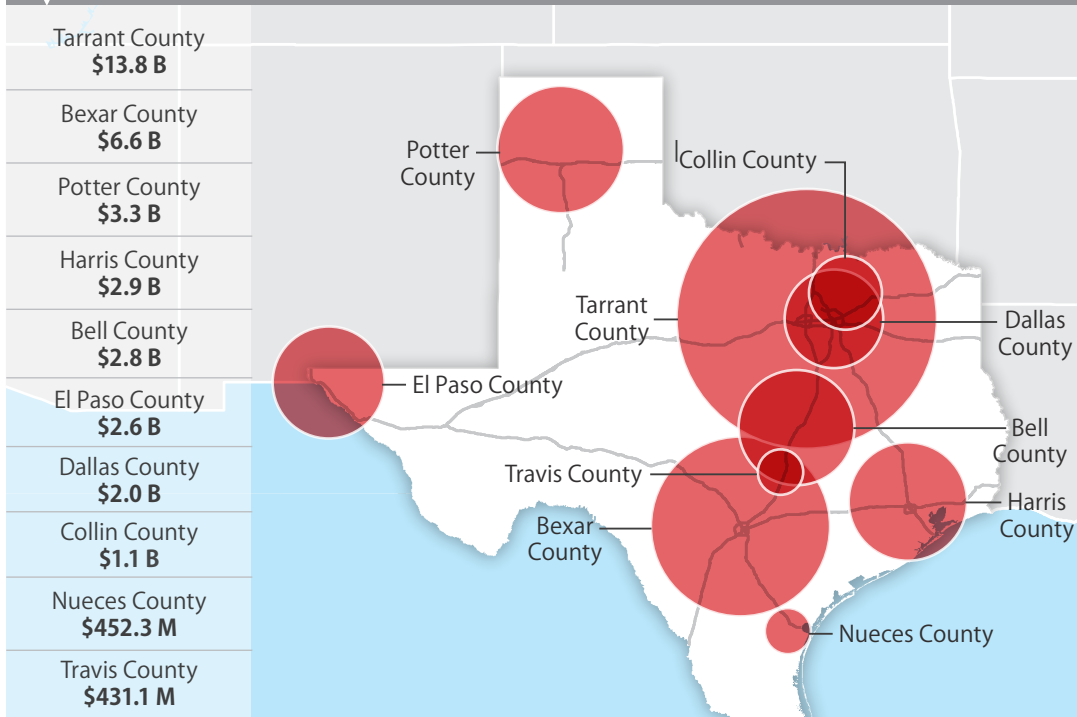 Tarrant County
$13.8 B
Bexar County
$6.6 B
Potter County
$3.3 B
Harris County
$2.9 B
Bell County
$2.8 B
El Paso County
$2.6 B
Dallas County
$2.0 B
Collin County
$1.1 B
Nueces County
$452.3 M
Travis County
$431.1 M
Potter
County
Collin County
Tarrant
County
Dallas
County
El Paso County
Bell
County
Travis County
Harris
County
Bexar
County
Nueces County